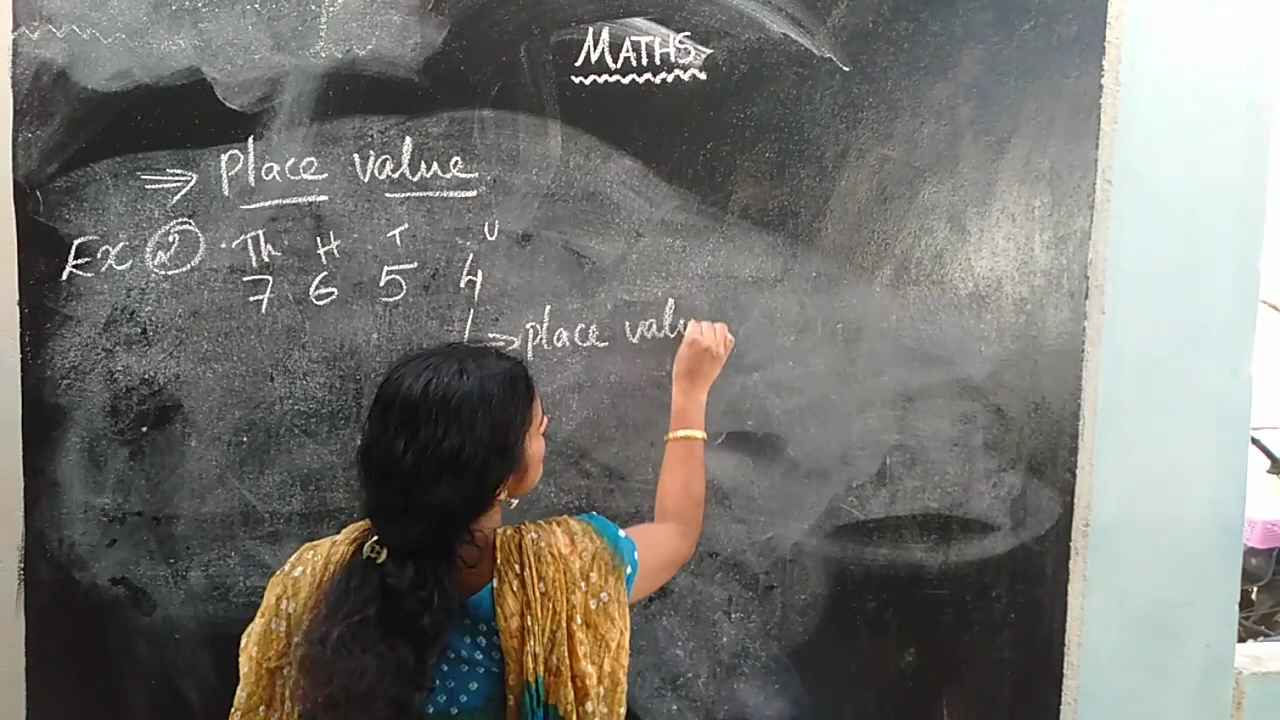 MATHS
⇒ place value
Ex 2 Th H T U
7 6 5 4
→ place valu